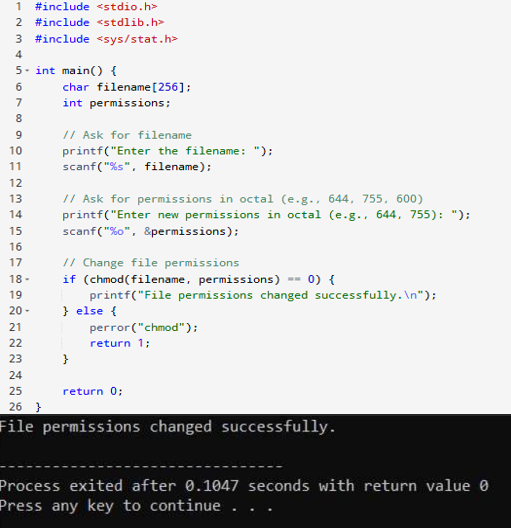 1 #include <stdio.h>
2 #include <stdlib.h>
3 #include <sys/stat.h>
4
5 int main() {
6     char filename[256];
7     int permissions;
8
9     // Ask for filename
10     printf("Enter the filename: ");
11     scanf("%s", filename);
12
13     // Ask for permissions in octal (e.g., 644, 755, 600)
14     printf("Enter new permissions in octal (e.g., 644, 755): ");
15     scanf("%o", &permissions);
16
17     // Change file permissions
18     if (chmod(filename, permissions) == 0) {
19         printf("File permissions changed successfully.\n");
20     } else {
21         perror("chmod");
22         return 1;
23     }
24
25     return 0;
26 }
File permissions changed successfully.
--------------------------------
Process exited after 0.1047 seconds with return value 0
Press any key to continue . . .